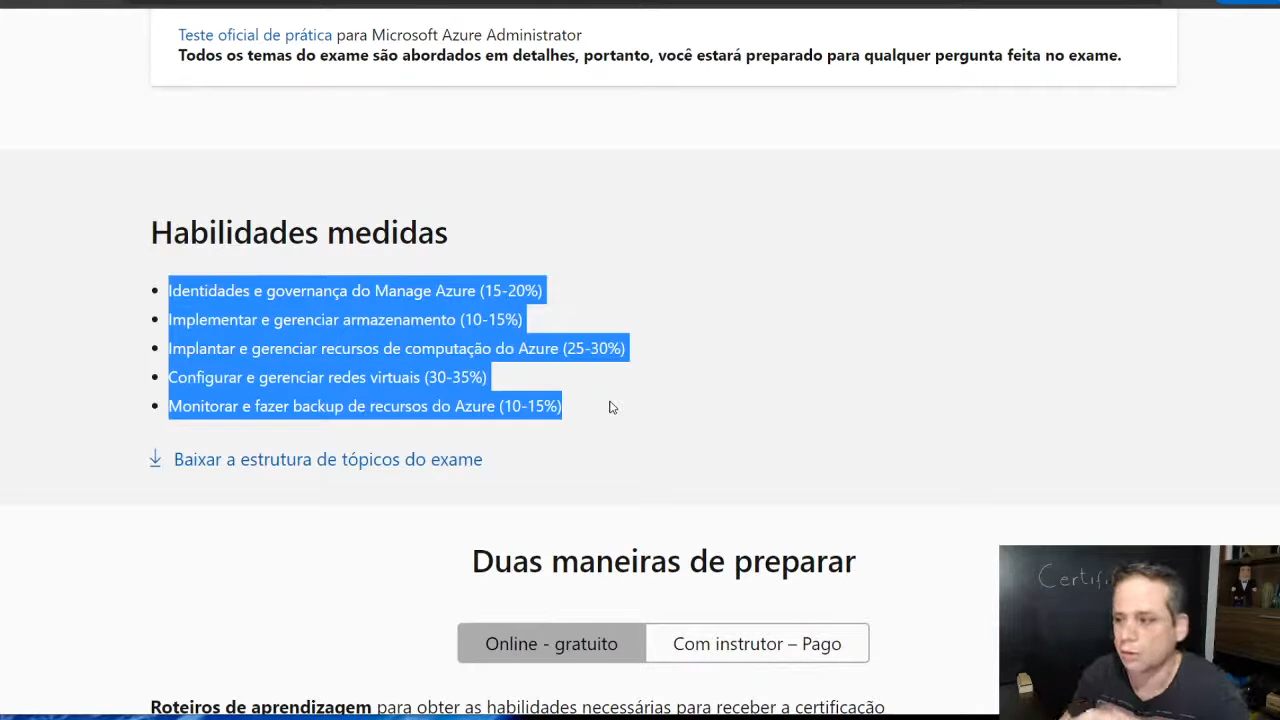 Teste oficial de prática para Microsoft Azure Administrator
Todos os temas do exame são abordados em detalhes, portanto, você estará preparado para qualquer pergunta feita no exame.
Habilidades medidas
• Identidades e governança do Manage Azure (15-20%)
• Implementar e gerenciar armazenamento (10-15%)
• Implantar e gerenciar recursos de computação do Azure (25-30%)
• Configurar e gerenciar redes virtuais (30-35%)
• Monitorar e fazer backup de recursos do Azure (10-15%)
Baixar a estrutura de tópicos do exame
Duas maneiras de preparar
Online - gratuito
Com instrutor – Pago
Roteiros de aprendizagem para obter as habilidades necessárias para receber a certificação